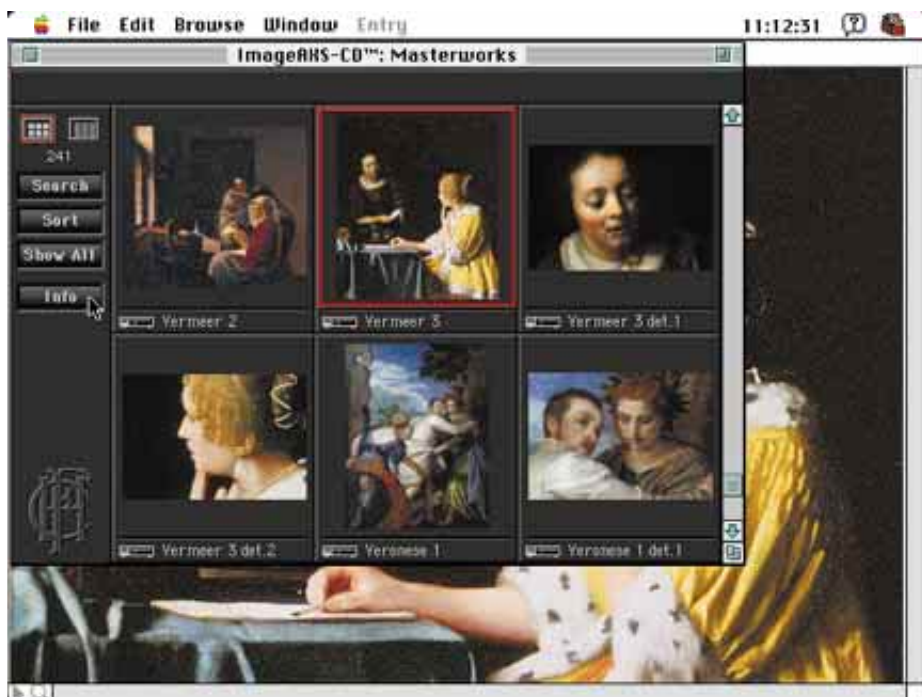 File Edit Browse Window Entry 11:12:31
ImageAXS-CD™: Masterworks
241
Search
Sort
Show All
Info
Vermeer 2 Vermeer 3 Vermeer 3 det.1
Vermeer 3 det.2 Veronese 1 Veronese 1 det.1